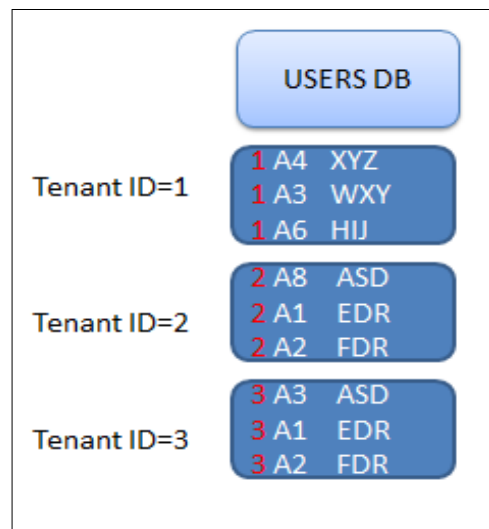 USERS DB
Tenant ID=1
1 A4 XYZ
1 A3 WXY
1 A6 HIJ
Tenant ID=2
2 A8 ASD
2 A1 EDR
2 A2 FDR
Tenant ID=3
3 A3 ASD
3 A1 EDR
3 A2 FDR